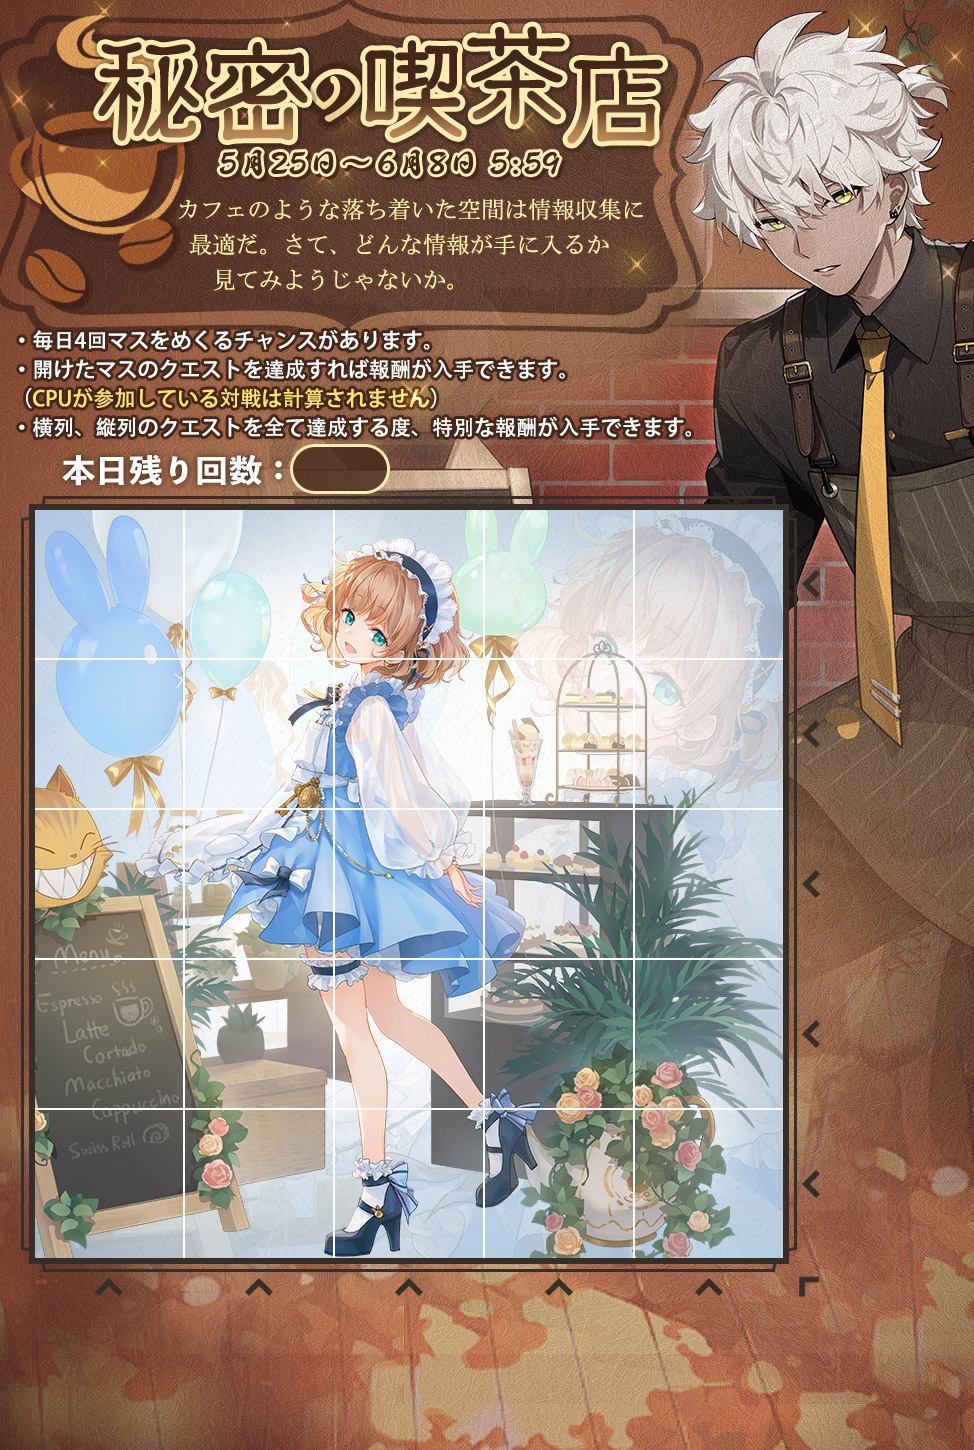 秘密の喫茶店
5月25日～6月8日 5:59
カフェのような落ち着いた空間は情報収集に
最適だ。さて、どんな情報が手に入るか
見てみようじゃないか。
・毎日4回マスをめくるチャンスがあります。
・開けたマスのクエストを達成すれば報酬が入手できます。
（CPUが参加している対戦は計算されません）
・横列、縦列のクエストを全て達成する度、特別な報酬が入手できます。
本日残り回数：
Menu
Espresso
Latte
Cortado
Macchiato
Cappuccino
Swiss Roll